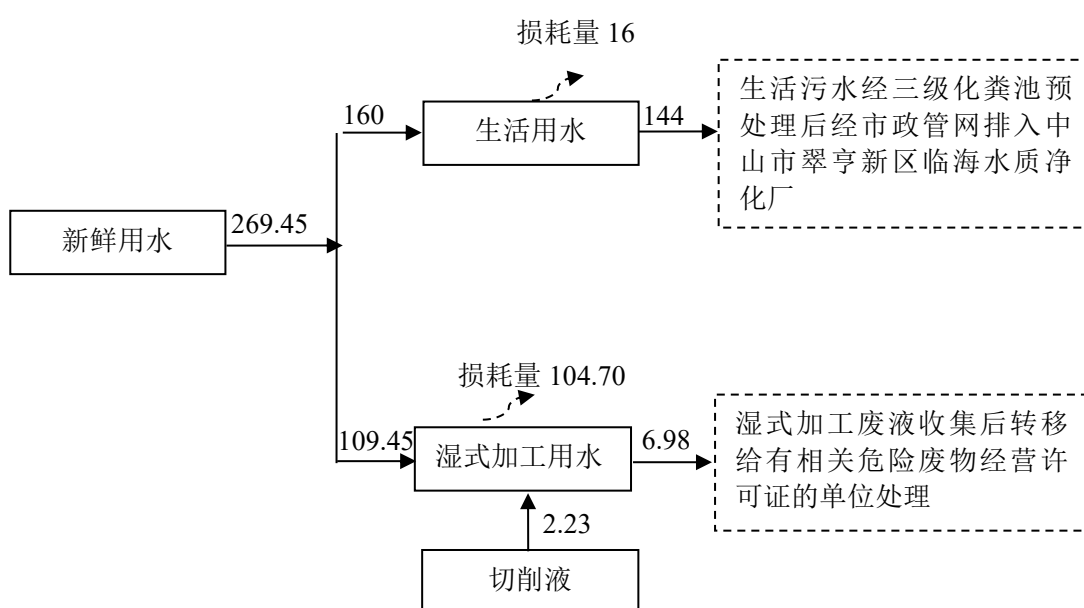 损耗量 16
160
生活用水
144
生活污水经三级化粪池预
处理后经市政管网排入中
山市翠亨新区临海水质净
化厂
新鲜用水
269.45
损耗量 104.70
109.45
湿式加工用水
6.98
湿式加工废液收集后转移
给有相关危险废物经营许
可证的单位处理
2.23
切削液